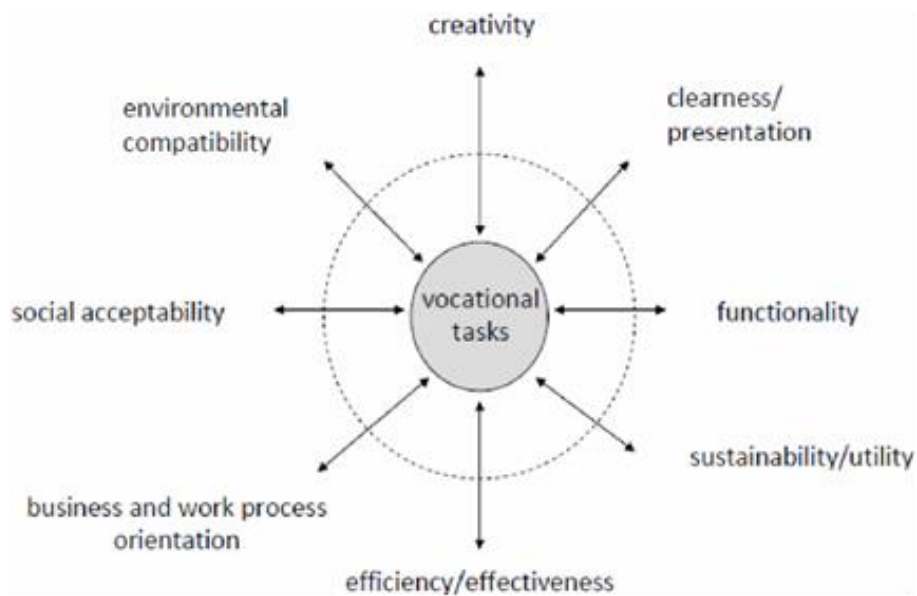 creativity
clearness/
presentation
environmental
compatibility
vocational
tasks
social acceptability
functionality
sustainability/utility
business and work process
orientation
efficiency/effectiveness